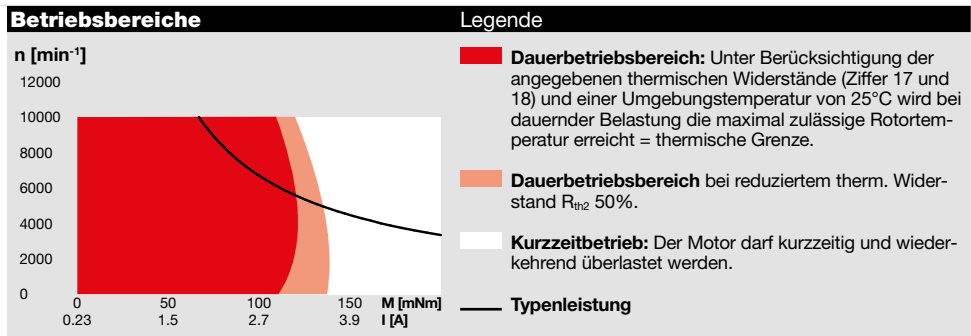 Betriebsbereiche
Legende
n [min-1]
12000
10000
8000
6000
4000
2000
0
0 50 100 150 M [mNm]
0.23 1.5 2.7 3.9 I [A]
Dauerbetriebsbereich: Unter Berücksichtigung der
angegebenen thermischen Widerstände (Ziffer 17 und
18) und einer Umgebungstemperatur von 25°C wird bei
dauernder Belastung die maximal zulässige Rotortem-
peratur erreicht = thermische Grenze.
Dauerbetriebsbereich bei reduziertem therm. Wider-
stand Rth2 50%.
Kurzzeitbetrieb: Der Motor darf kurzzeitig und wieder-
kehrend überlastet werden.
Typenleistung